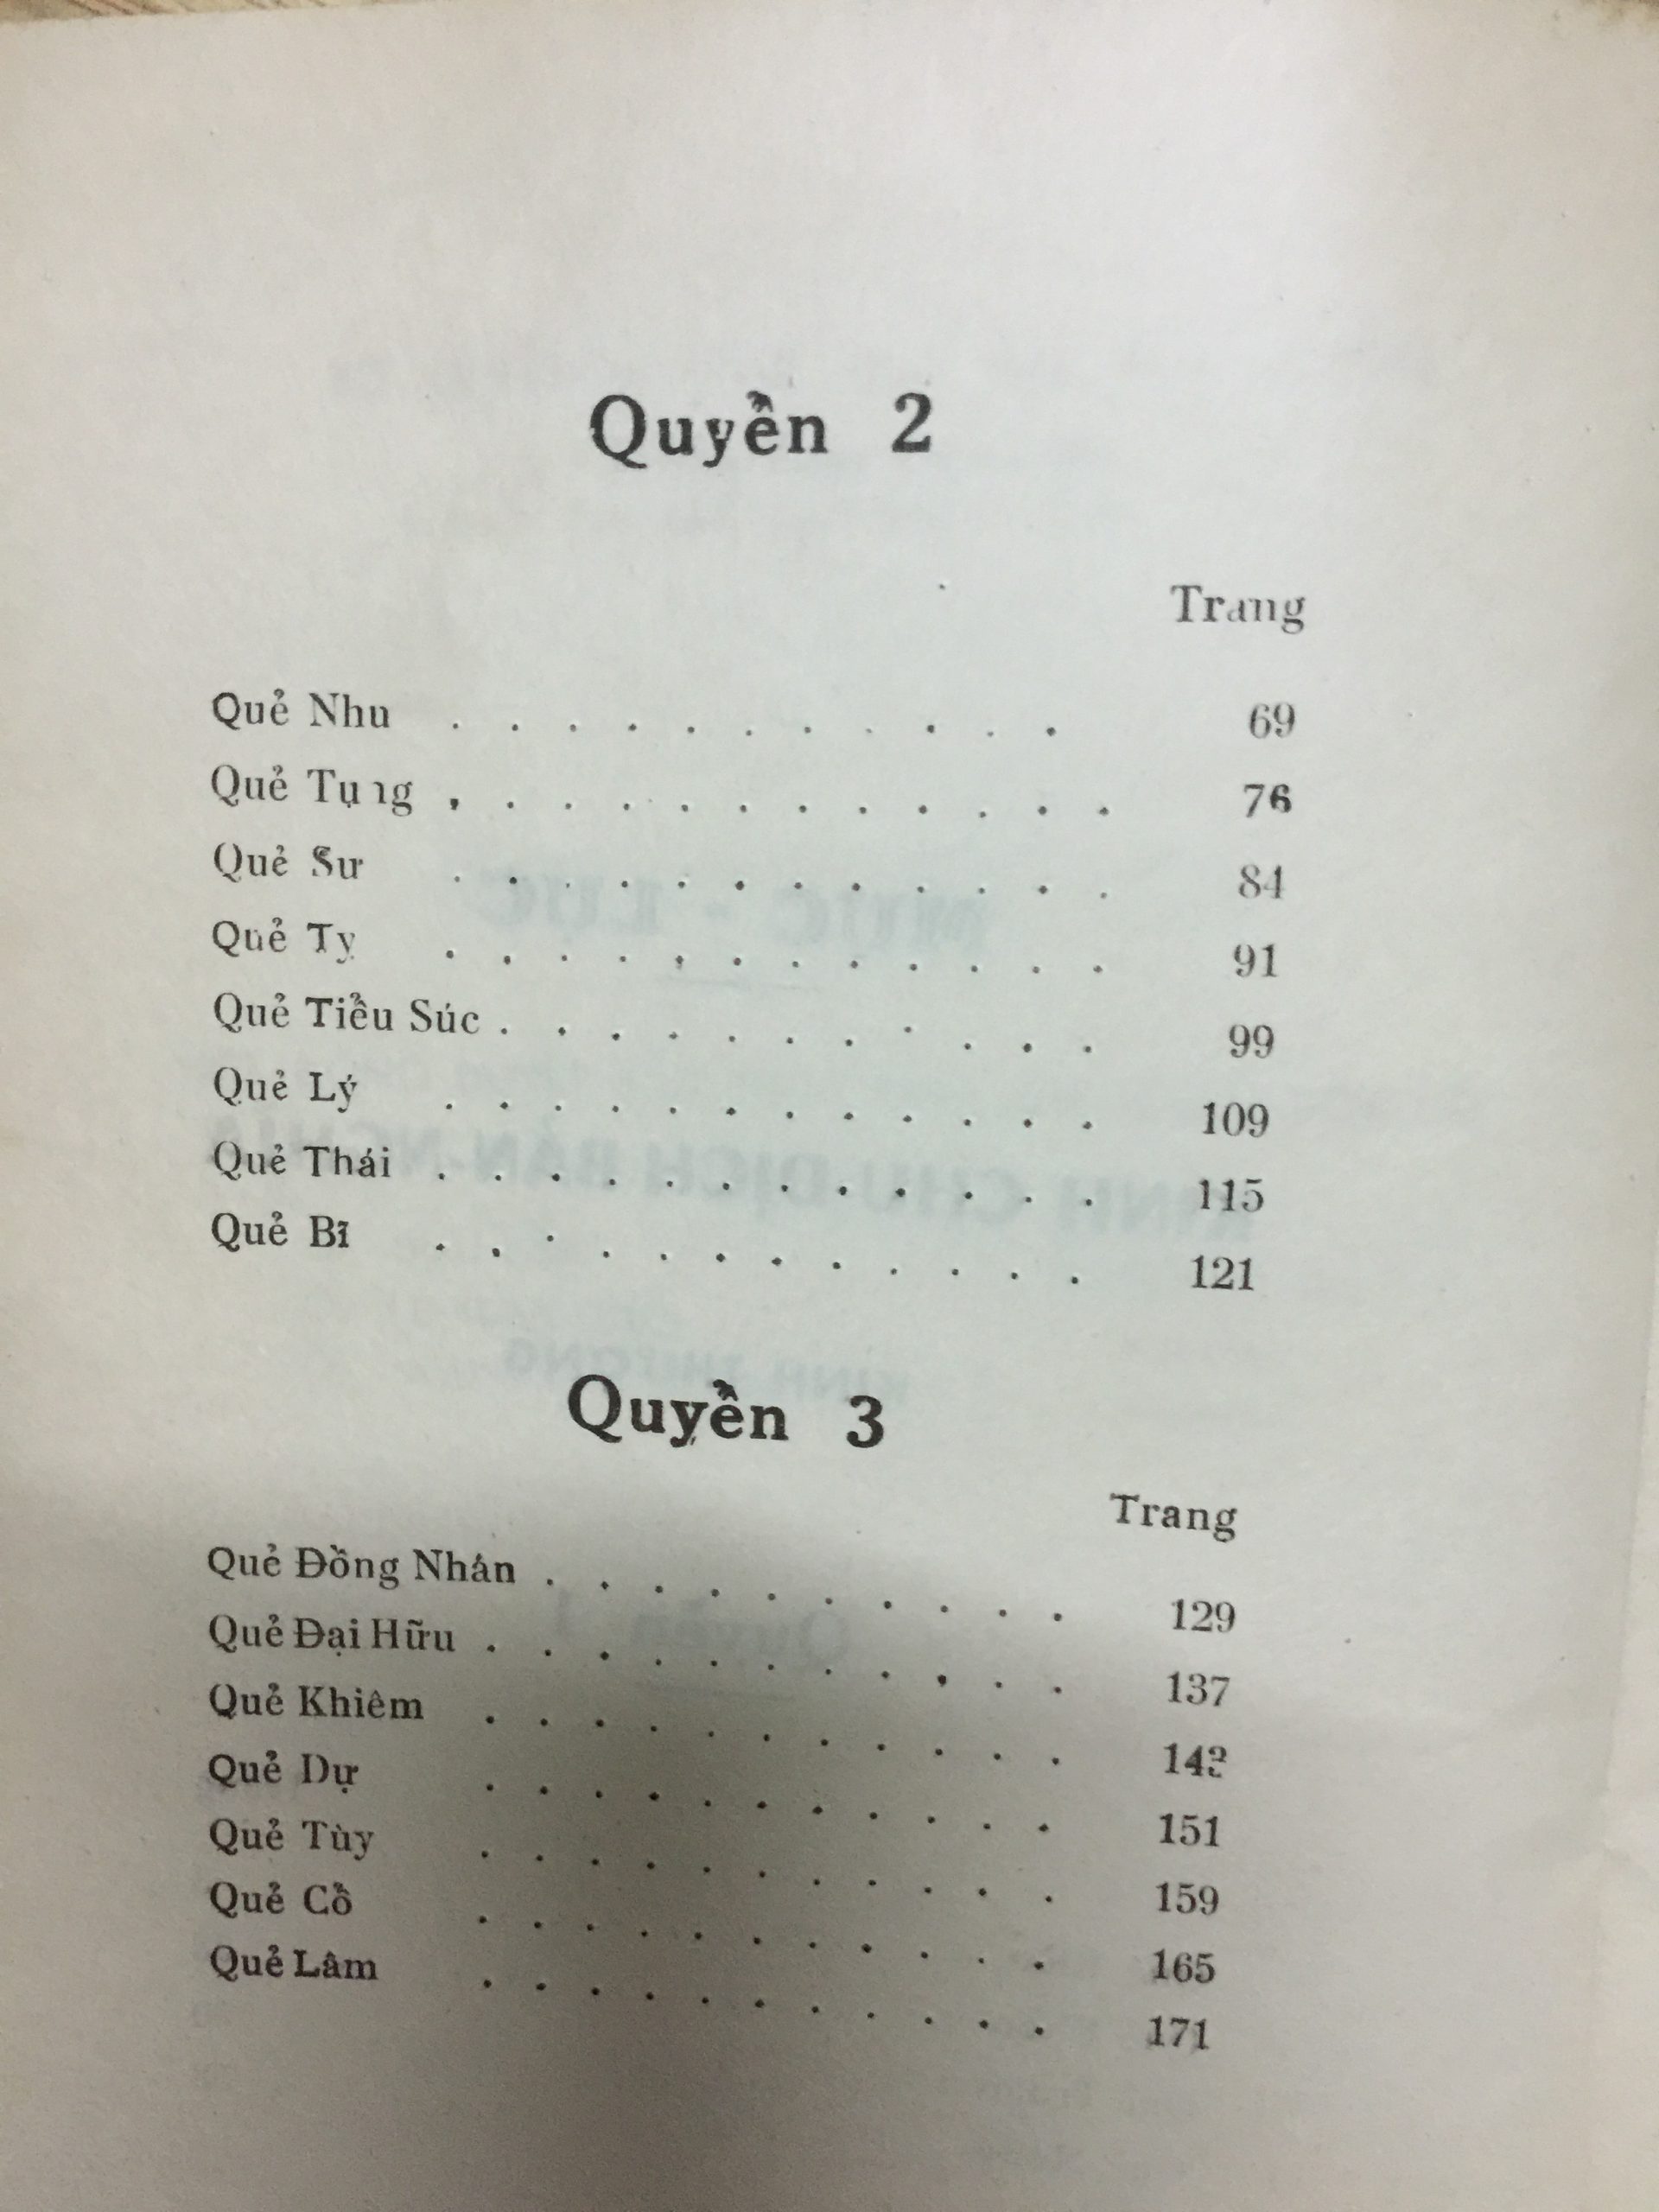 Quyển 2
Trang
Quẻ Nhu . . . . . . . . . . . 69
Quẻ Tụng . . . . . . . . . . . . 76
Quẻ Sư . . . . . . . . . . . . 84
Quẻ Tỵ . . . . . . . . . . . . 91
Quẻ Tiểu Súc . . . . . . . . . . . 99
Quẻ Lý . . . . . . . . . . . . 109
Quẻ Thái . . . . . . . . . . . . 115
Quẻ Bĩ . . . . . . . . . . . . 121
Quyển 3
Trang
Quẻ Đồng Nhân . . . . . . . . . . 129
Quẻ Đại Hữu . . . . . . . . . . . 137
Quẻ Khiêm . . . . . . . . . . .
Quẻ Dự . . . . . . . . . . . 151
Quẻ Tùy . . . . . . . . . . . 159
Quẻ Cổ . . . . . . . . . . . 165
Quẻ Lâm . . . . . . . . . . . 171